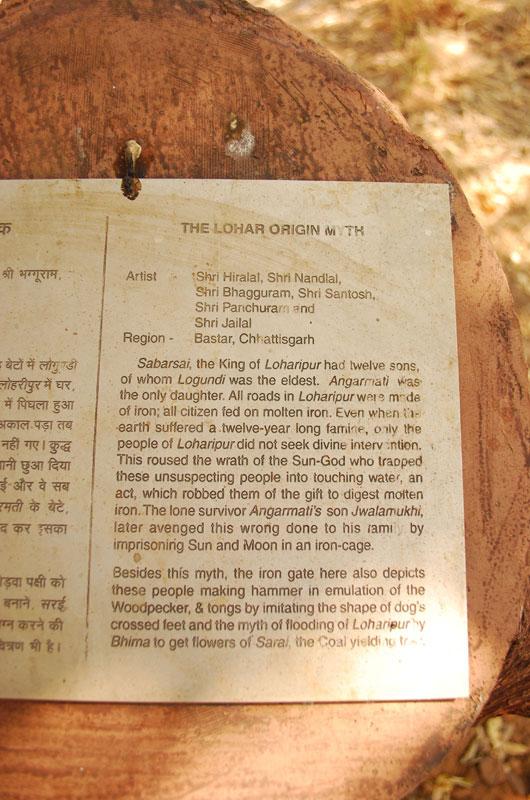 क
श्री भग्गूराम,
बेटों में लोगुण्डी
लोहरीपुर में घर,
में पिघला हुआ
अकाल पड़ा तब
नहीं गए। क्रुद्ध
पानी छुआ दिया
ई और वे सब
रमती के बेटे,
द कर इसका
ोड़वा पक्षी को
बनाने, सरई
ग्न करने की
चित्रण भी है।
THE LOHAR ORIGIN MYTH
Artist - Shri Hiralal, Shri Nandlal,
Shri Bhagguram, Shri Santosh,
Shri Panchuram and
Shri Jailal
Region - Bastar, Chhattisgarh
Sabarsai, the King of Loharipur had twelve sons,
of whom Logundi was the eldest. Angarmati was
the only daughter. All roads in Loharipur were made
of iron; all citizen fed on molten iron. Even when the
earth suffered a twelve-year long famine, only the
people of Loharipur did not seek divine intervention.
This roused the wrath of the Sun-God who trapped
these unsuspecting people into touching water, an
act, which robbed them of the gift to digest molten
iron. The lone survivor Angarmati's son Jwalamukhi,
later avenged this wrong done to his family by
imprisoning Sun and Moon in an iron-cage.
Besides this myth, the iron gate here also depicts
these people making hammer in emulation of the
Woodpecker, & tongs by imitating the shape of dog's
crossed feet and the myth of flooding of Loharipur by
Bhima to get flowers of Sarai, the Coal yielding tree.